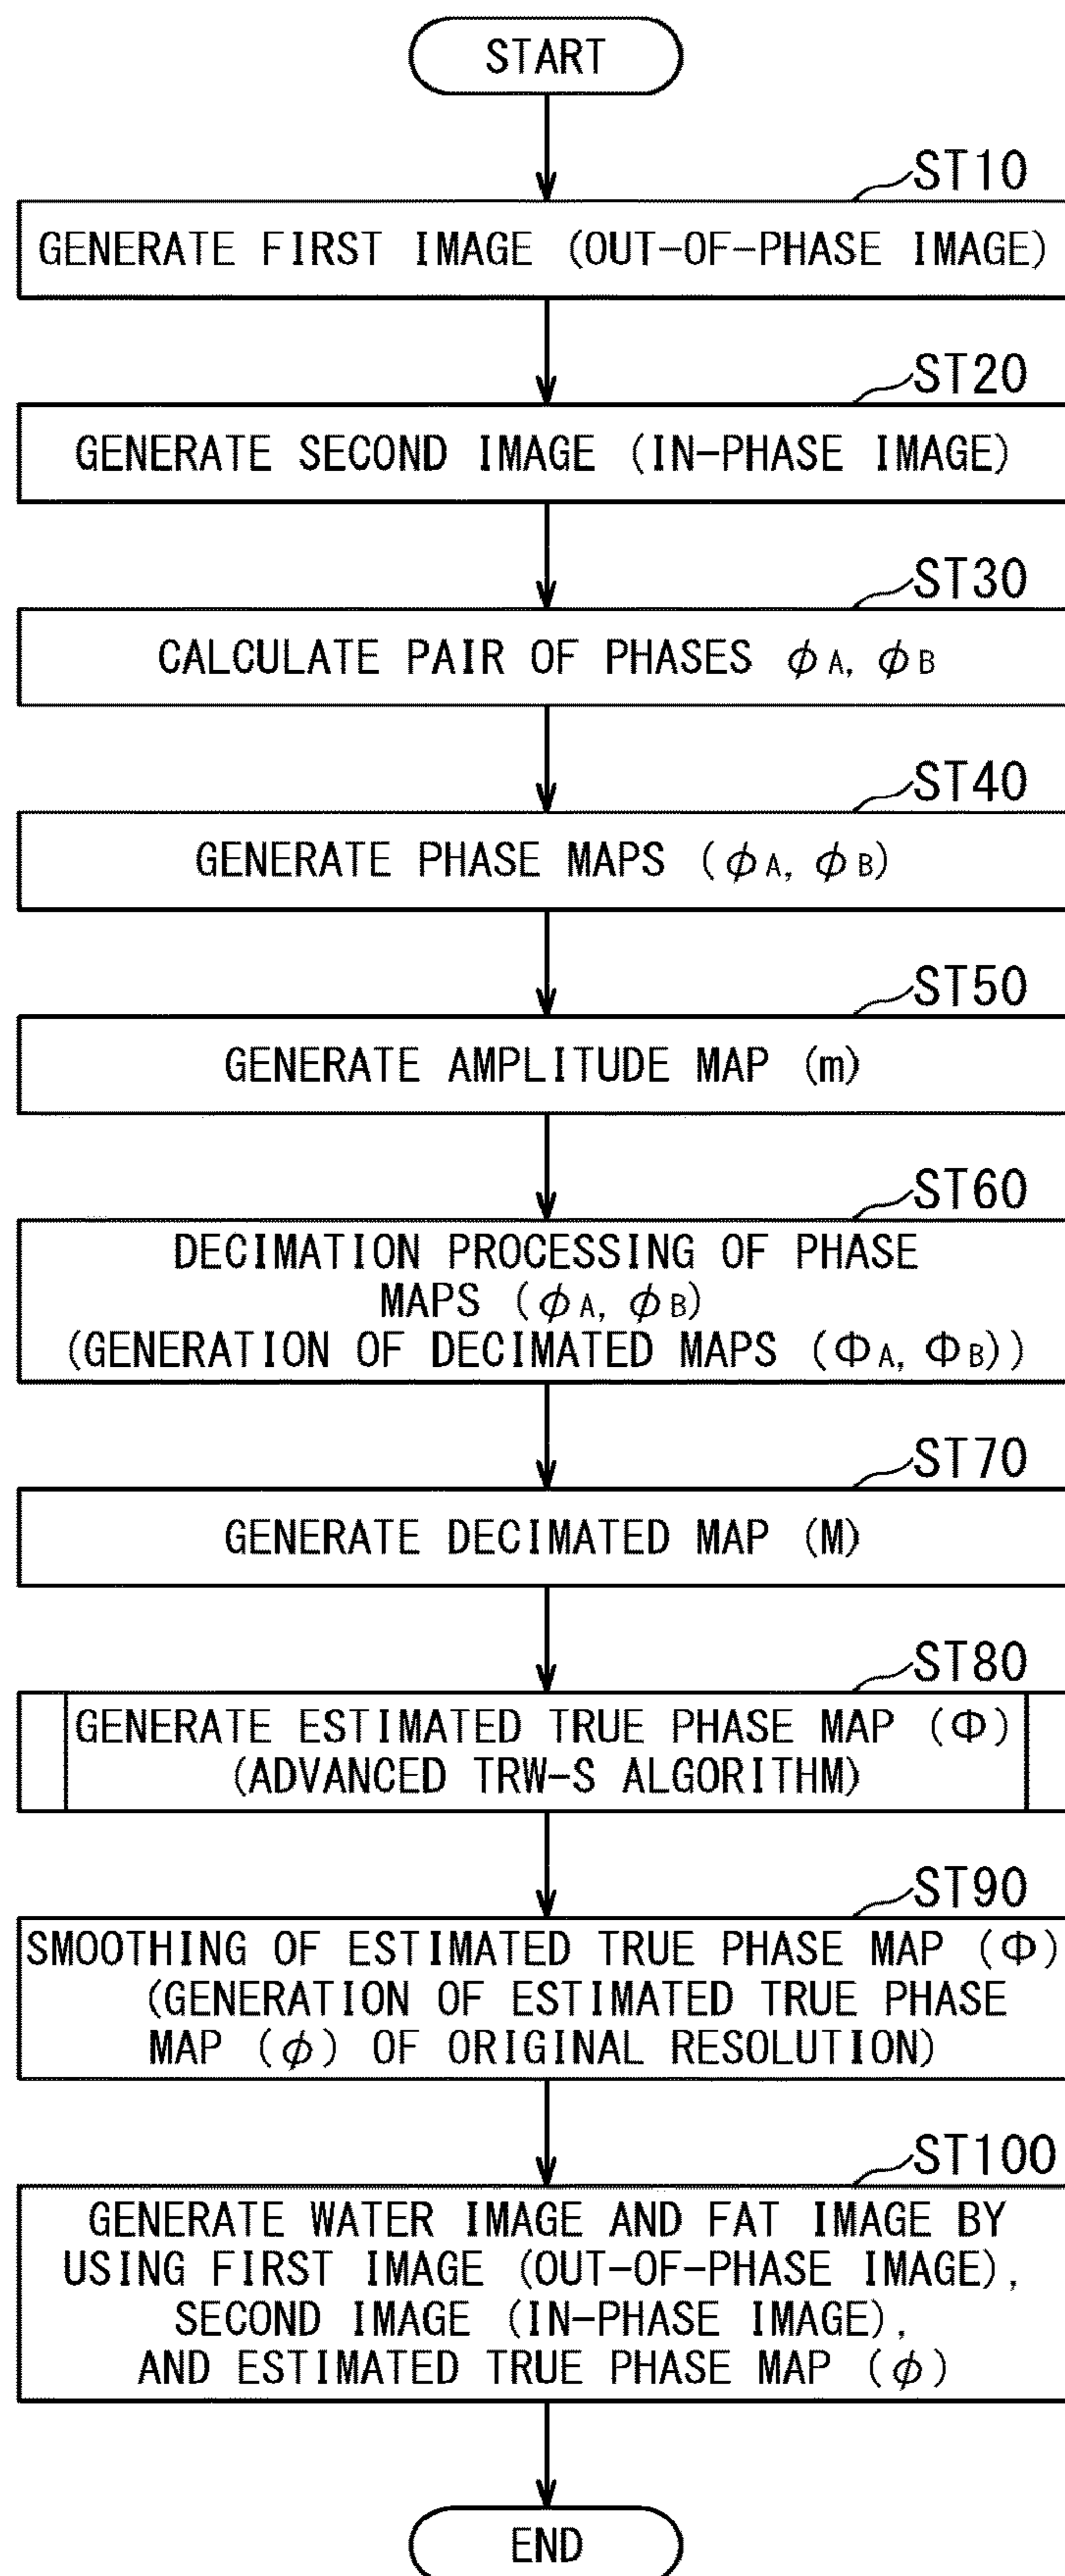 START
ST10
GENERATE FIRST IMAGE (OUT-OF-PHASE IMAGE)
ST20
GENERATE SECOND IMAGE (IN-PHASE IMAGE)
ST30
CALCULATE PAIR OF PHASES ϕA, ϕB
ST40
GENERATE PHASE MAPS (ϕA, ϕB)
ST50
GENERATE AMPLITUDE MAP (m)
ST60
DECIMATION PROCESSING OF PHASE
MAPS (ϕA, ϕB)
(GENERATION OF DECIMATED MAPS (ΦA, ΦB))
ST70
GENERATE DECIMATED MAP (M)
ST80
GENERATE ESTIMATED TRUE PHASE MAP (Φ)
(ADVANCED TRW-S ALGORITHM)
ST90
SMOOTHING OF ESTIMATED TRUE PHASE MAP (Φ)
(GENERATION OF ESTIMATED TRUE PHASE
MAP (ϕ) OF ORIGINAL RESOLUTION)
ST100
GENERATE WATER IMAGE AND FAT IMAGE BY
USING FIRST IMAGE (OUT-OF-PHASE IMAGE),
SECOND IMAGE (IN-PHASE IMAGE),
AND ESTIMATED TRUE PHASE MAP (ϕ)
END